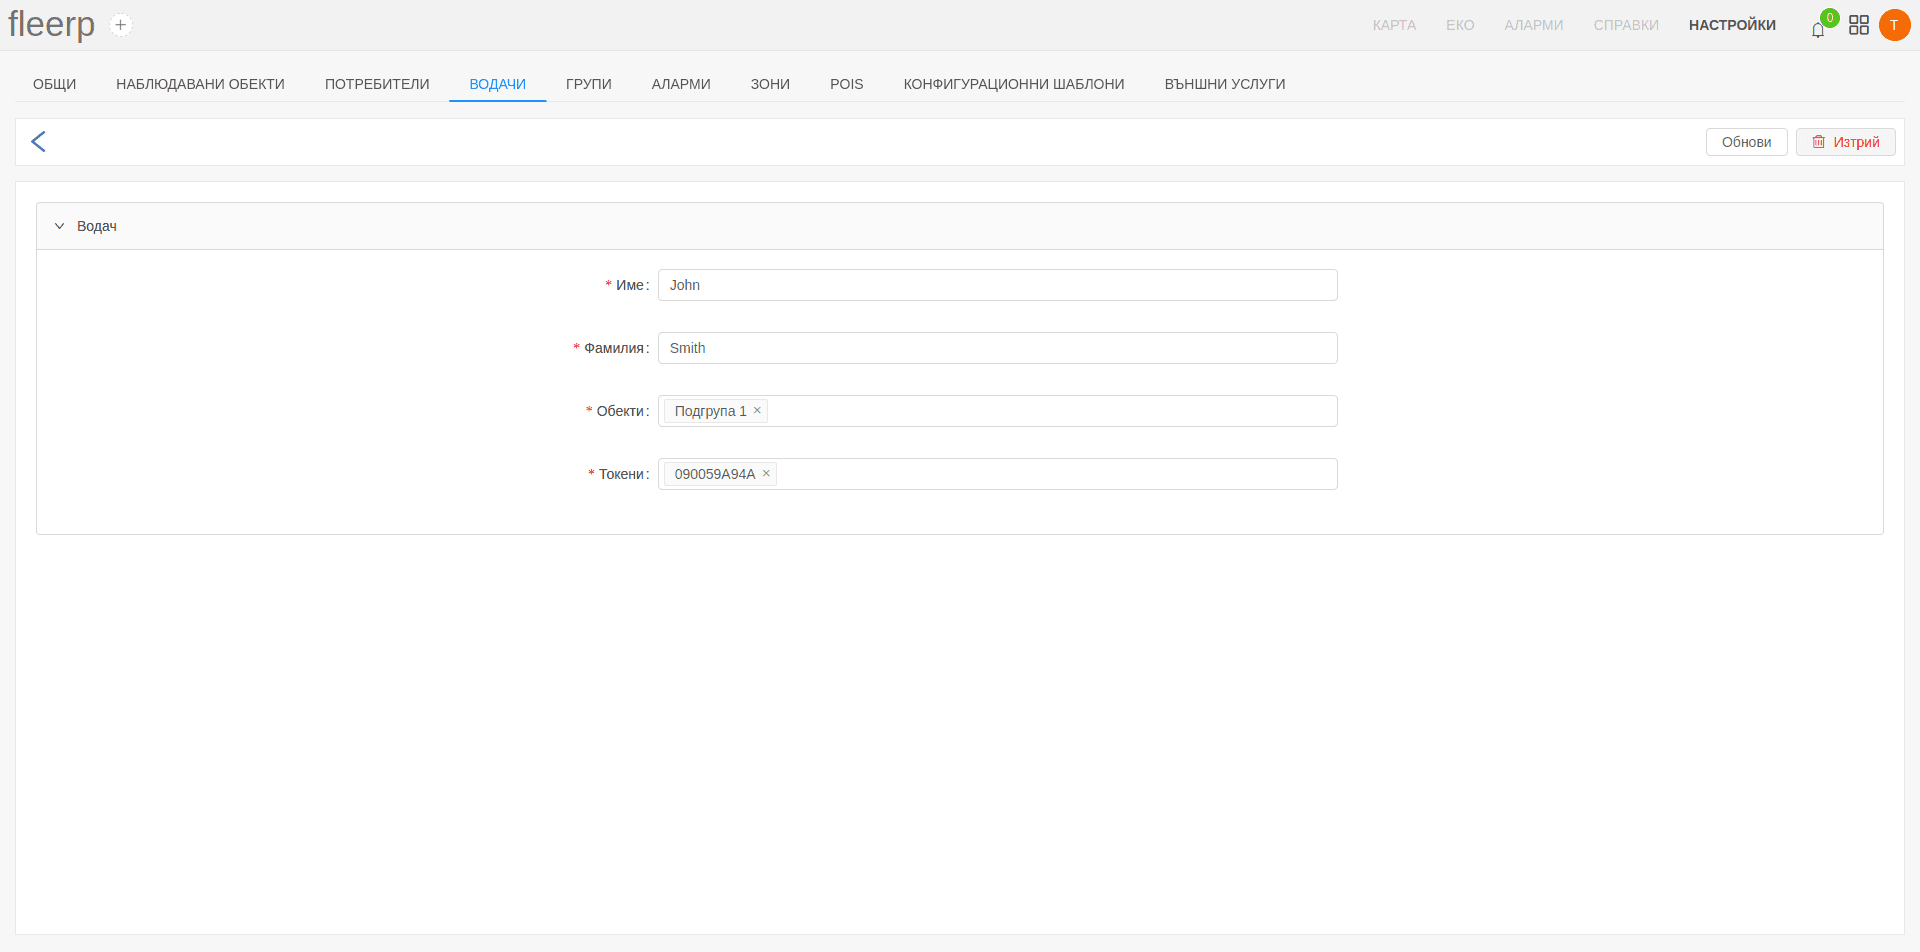 fleerp + КАРТА ЕКО АЛАРМИ СПРАВКИ НАСТРОЙКИ 0 T
ОБЩИ НАБЛЮДАВАНИ ОБЕКТИ ПОТРЕБИТЕЛИ ВОДАЧИ ГРУПИ АЛАРМИ ЗОНИ POIS КОНФИГУРАЦИОННИ ШАБЛОНИ ВЪНШНИ УСЛУГИ
Обнови Изтрий
Водач
* Име: John
* Фамилия: Smith
* Обекти: Подгрупа 1 ×
* Токени: 090059A94A ×